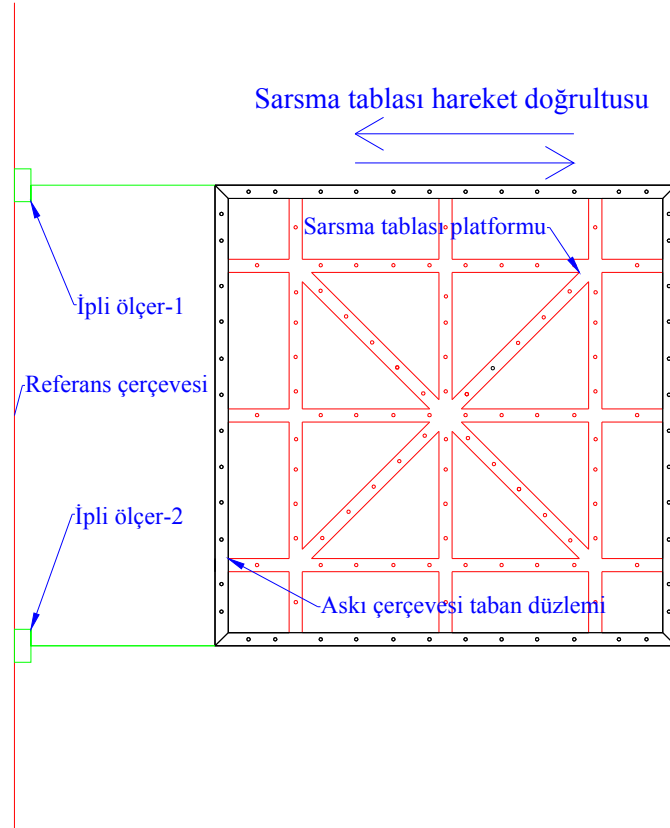 Sarsma tablası hareket doğrultusu
Sarsma tablası platformu
İpli ölçer-1
Referans çerçevesi
İpli ölçer-2
Askı çerçevesi taban düzlemi